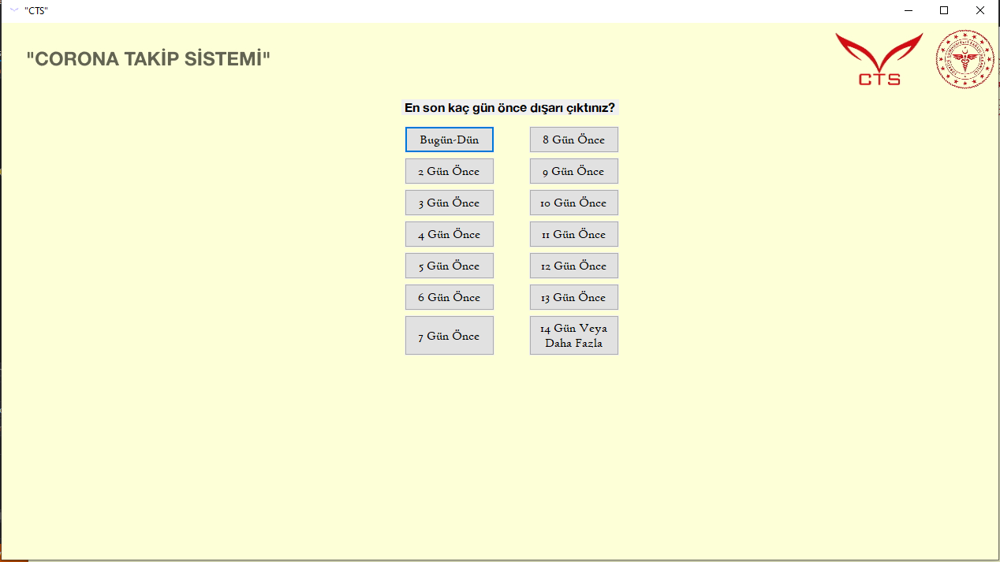 "CTS"
"CORONA TAKİP SİSTEMİ"
CTS
En son kaç gün önce dışarı çıktınız?
Bugün-Dün
8 Gün Önce
2 Gün Önce
9 Gün Önce
3 Gün Önce
10 Gün Önce
4 Gün Önce
11 Gün Önce
5 Gün Önce
12 Gün Önce
6 Gün Önce
13 Gün Önce
7 Gün Önce
14 Gün Veya
Daha Fazla